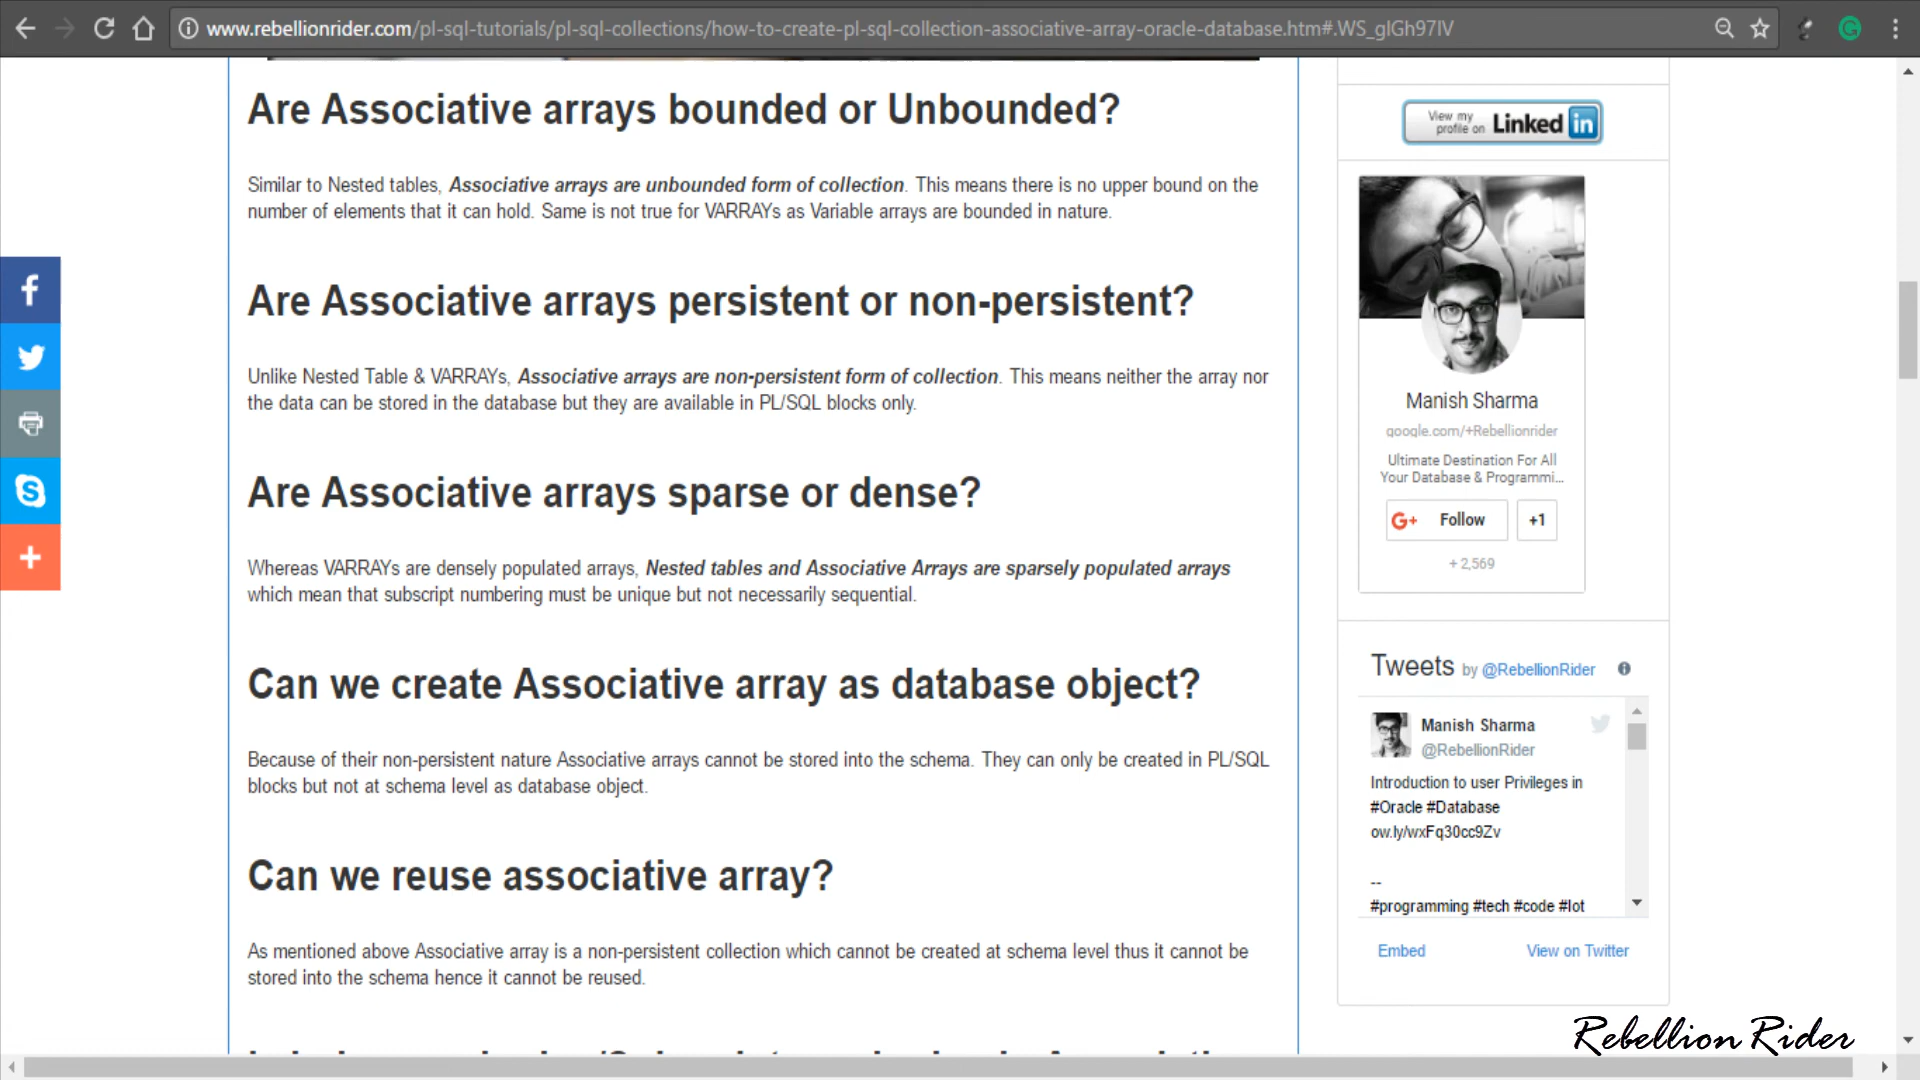 www.rebellionrider.com/pl-sql-tutorials/pl-sql-collections/how-to-create-pl-sql-collection-associative-array-oracle-database.htm#.WS_gIGh97IV
Are Associative arrays bounded or Unbounded?
Similar to Nested tables, Associative arrays are unbounded form of collection. This means there is no upper bound on the
number of elements that it can hold. Same is not true for VARRAYs as Variable arrays are bounded in nature.
Are Associative arrays persistent or non-persistent?
Unlike Nested Table & VARRAYs, Associative arrays are non-persistent form of collection. This means neither the array nor
the data can be stored in the database but they are available in PL/SQL blocks only.
Are Associative arrays sparse or dense?
Whereas VARRAYs are densely populated arrays, Nested tables and Associative Arrays are sparsely populated arrays
which mean that subscript numbering must be unique but not necessarily sequential.
Can we create Associative array as database object?
Because of their non-persistent nature Associative arrays cannot be stored into the schema. They can only be created in PL/SQL
blocks but not at schema level as database object.
Can we reuse associative array?
As mentioned above Associative array is a non-persistent collection which cannot be created at schema level thus it cannot be
stored into the schema hence it cannot be reused.
View my
profile on Linked in
Manish Sharma
google.com/+Rebellionrider
Ultimate Destination For All
Your Database & Programmi...
G+ Follow +1
+ 2,569
Tweets by @RebellionRider
Manish Sharma
@RebellionRider
Introduction to user Privileges in
#Oracle #Database
ow.ly/wxFq30cc9Zv
--
#programming #tech #code #Iot
Embed View on Twitter
Rebellion Rider